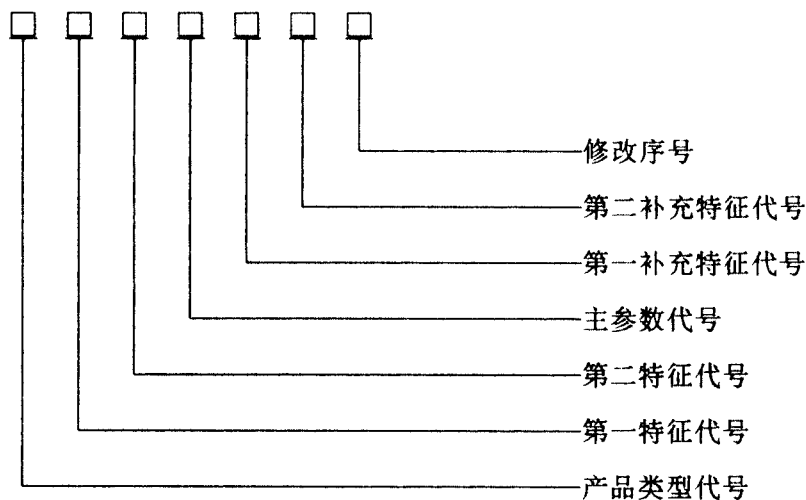 修改序号
第二补充特征代号
第一补充特征代号
主参数代号
第二特征代号
第一特征代号
产品类型代号